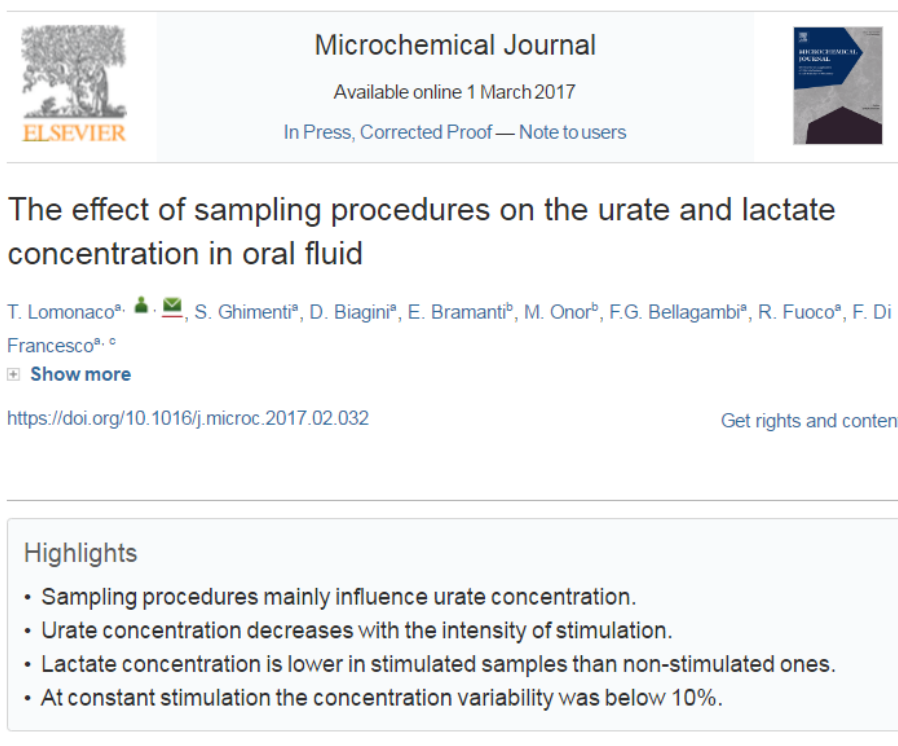 Microchemical Journal
Available online 1 March 2017
In Press, Corrected Proof — Note to users
ELSEVIER
MICROCHEMICAL
JOURNAL
The effect of sampling procedures on the urate and lactate
concentration in oral fluid
T. Lomonacoᵃ, , S. Ghimentiᵃ, D. Biaginiᵃ, E. Bramantiᵇ, M. Onorᵇ, F.G. Bellagambiᵃ, R. Fuocoᵃ, F. Di
Francescoᵃ, ᶜ
Show more
https://doi.org/10.1016/j.microc.2017.02.032
Get rights and conten
Highlights
• Sampling procedures mainly influence urate concentration.
• Urate concentration decreases with the intensity of stimulation.
• Lactate concentration is lower in stimulated samples than non-stimulated ones.
• At constant stimulation the concentration variability was below 10%.